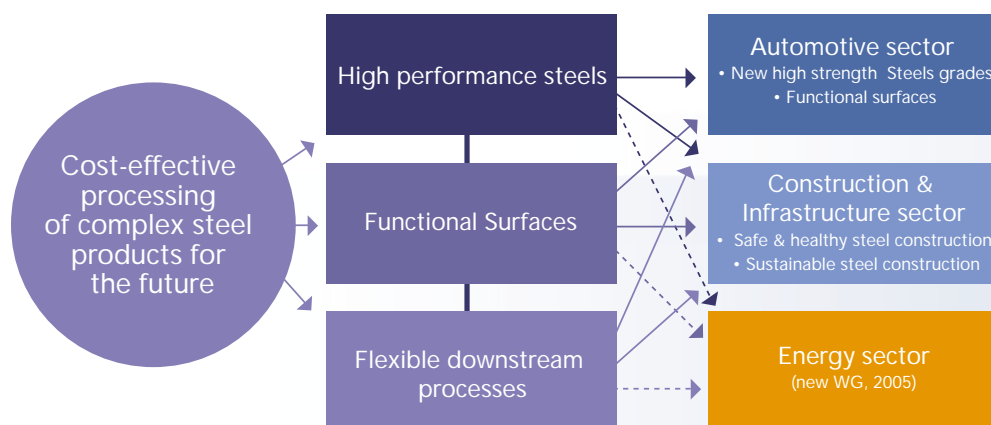 Cost-effective
processing
of complex steel
products for
the future
High performance steels
Functional Surfaces
Flexible downstream
processes
Automotive sector
• New high strength Steels grades
• Functional surfaces
Construction &
Infrastructure sector
• Safe & healthy steel construction
• Sustainable steel construction
Energy sector
(new WG, 2005)